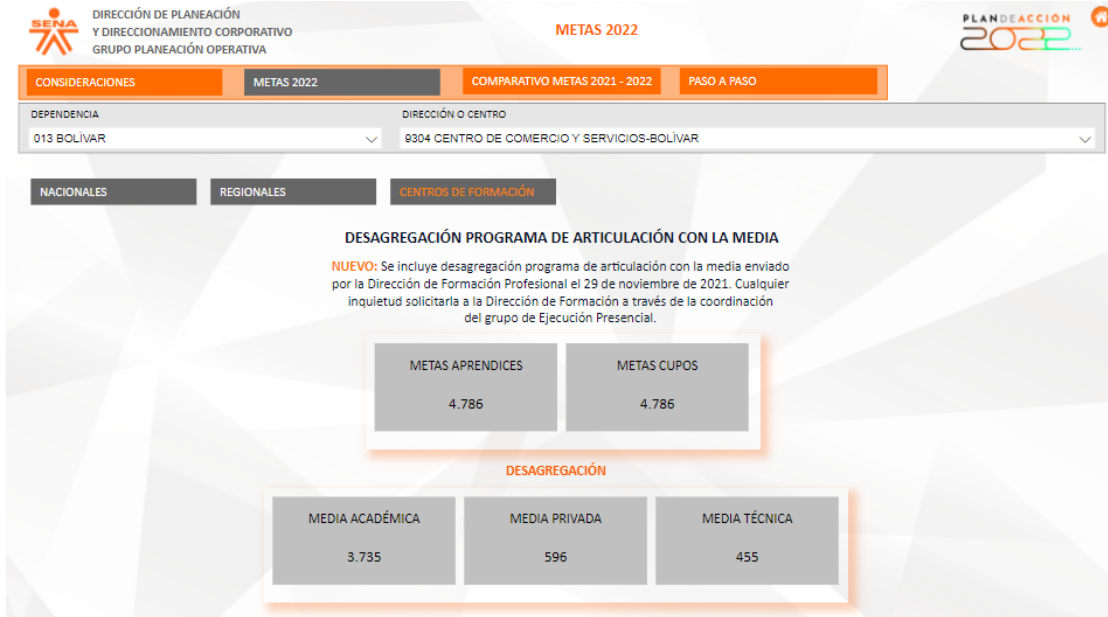 SENA
DIRECCIÓN DE PLANEACIÓN
Y DIRECCIONAMIENTO CORPORATIVO
GRUPO PLANEACIÓN OPERATIVA
METAS 2022
PLANDEACCIÓN
2022...
CONSIDERACIONES
METAS 2022
COMPARATIVO METAS 2021 - 2022
PASO A PASO
DEPENDENCIA
DIRECCIÓN O CENTRO
013 BOLÍVAR
9304 CENTRO DE COMERCIO Y SERVICIOS-BOLÍVAR
NACIONALES
REGIONALES
CENTROS DE FORMACIÓN
DESAGREGACIÓN PROGRAMA DE ARTICULACIÓN CON LA MEDIA
NUEVO: Se incluye desagregación programa de articulación con la media enviado
por la Dirección de Formación Profesional el 29 de noviembre de 2021. Cualquier
inquietud solicitarla a la Dirección de Formación a través de la coordinación
del grupo de Ejecución Presencial.
METAS APRENDICES
METAS CUPOS
4.786
4.786
DESAGREGACIÓN
MEDIA ACADÉMICA
MEDIA PRIVADA
MEDIA TÉCNICA
3.735
596
455